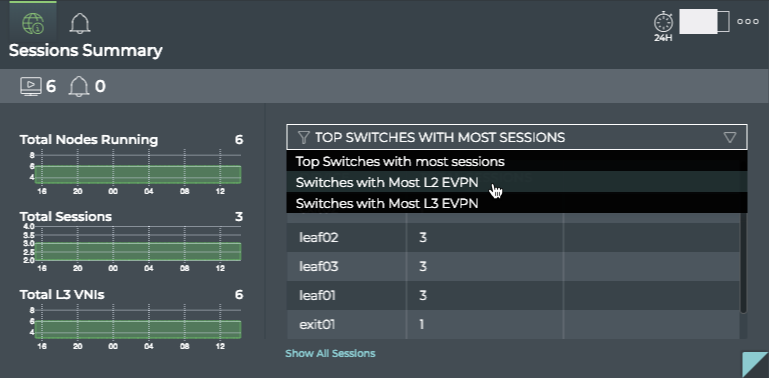 24H
Sessions Summary
6 0
Total Nodes Running 6
8
6
4
16 20 00 04 08 12
Total Sessions 3
4.0
3.5
3.0
2.5
2.0
16 20 00 04 08 12
Total L3 VNIs 6
8
6
4
16 20 00 04 08 12
TOP SWITCHES WITH MOST SESSIONS
Top Switches with most sessions
Switches with Most L2 EVPN
Switches with Most L3 EVPN
leaf02 3
leaf03 3
leaf01 3
exit01 1
Show All Sessions